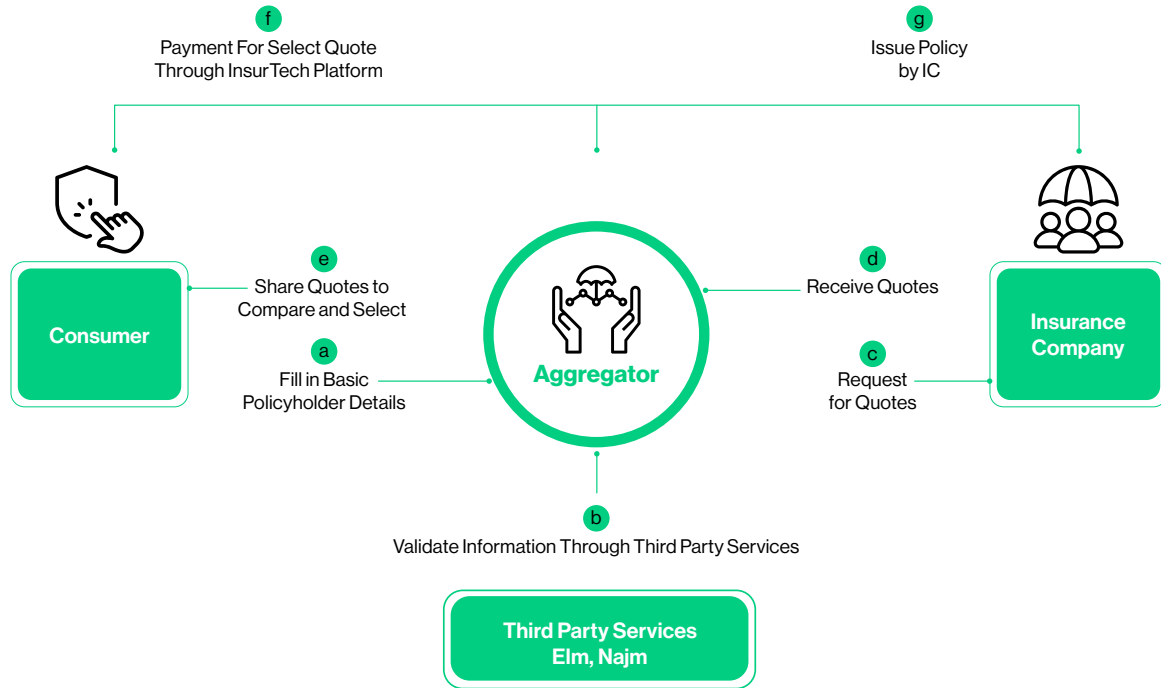 f
Payment For Select Quote
Through InsurTech Platform
g
Issue Policy
by IC
Consumer
e
Share Quotes to
Compare and Select
a
Fill in Basic
Policyholder Details
Aggregator
d
Receive Quotes
c
Request
for Quotes
Insurance
Company
b
Validate Information Through Third Party Services
Third Party Services
Elm, Najm